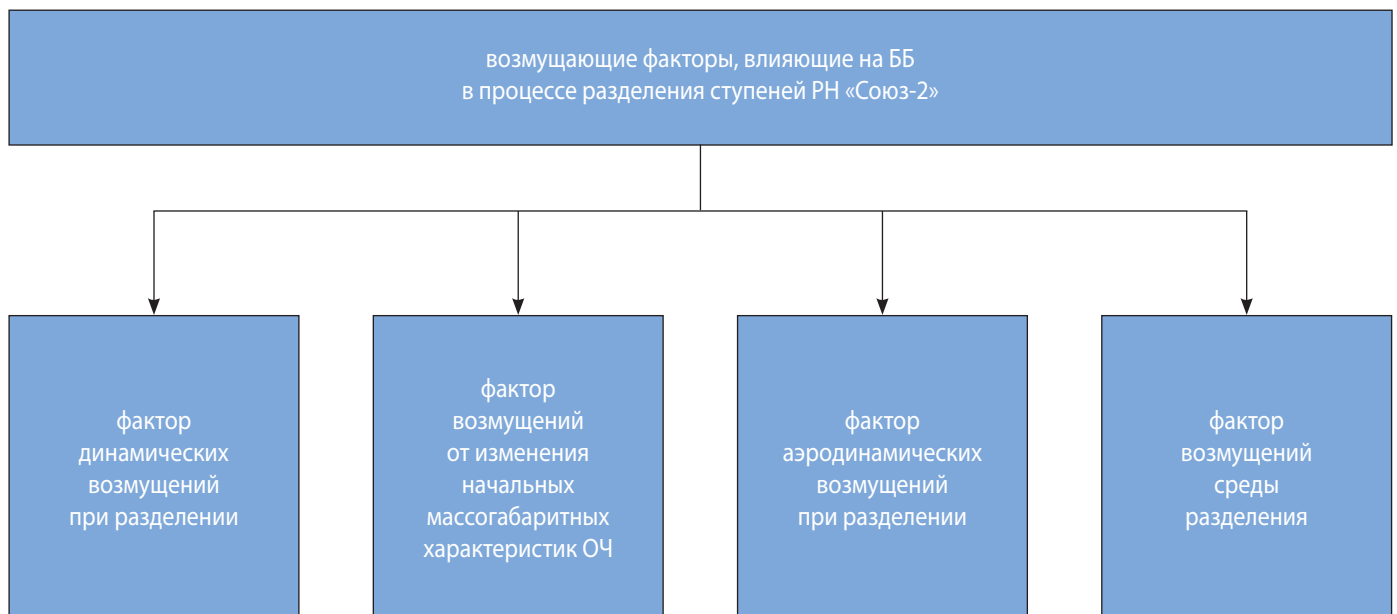 возмущающие факторы, влияющие на ББ
в процессе разделения ступеней РН «Союз-2»
фактор
динамических
возмущений
при разделении
фактор
возмущений
от изменения
начальных
массогабаритных
характеристик ОЧ
фактор
аэродинамических
возмущений
при разделении
фактор
возмущений
среды
разделения